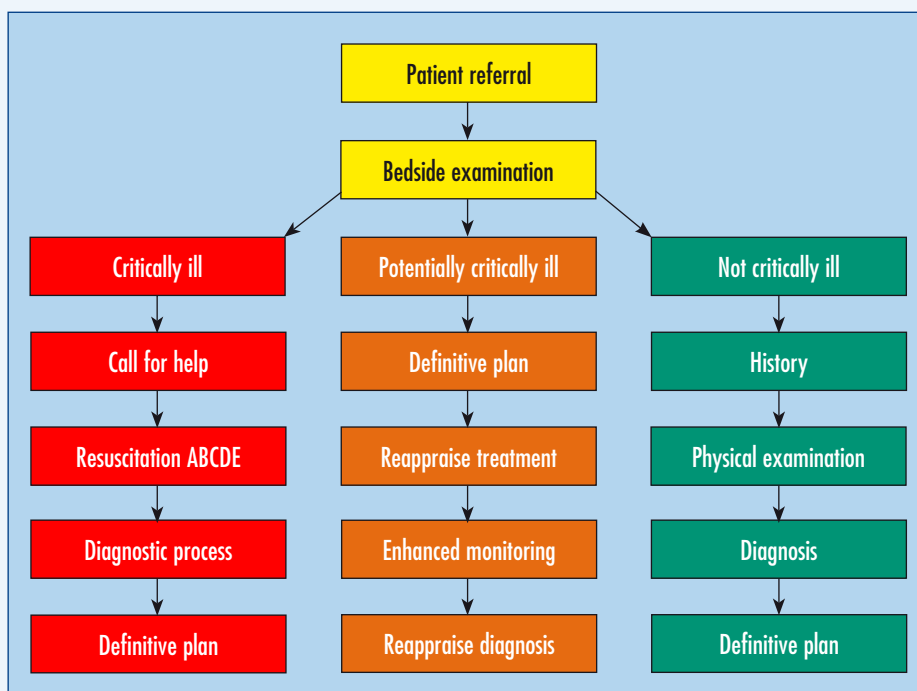 Patient referral
Bedside examination
Critically ill
Potentially critically ill
Not critically ill
Call for help
Definitive plan
History
Resuscitation ABCDE
Reappraise treatment
Physical examination
Diagnostic process
Enhanced monitoring
Diagnosis
Definitive plan
Reappraise diagnosis
Definitive plan